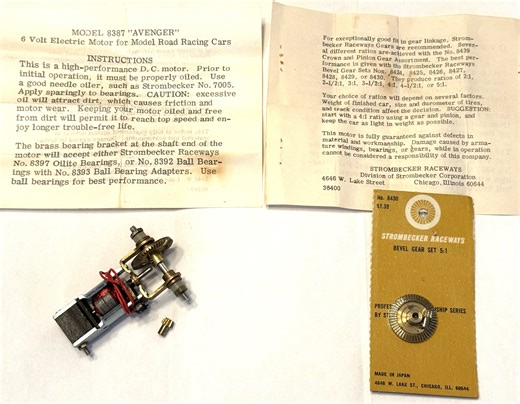 MODEL 8387 "AVENGER"
6 Volt Electric Motor for Model Road Racing Cars
INSTRUCTIONS
This is a high-performance D.C. motor. Prior to
initial operation, it must be properly oiled. Use
a good needle oiler, such as Strombecker No. 7005.
Apply sparingly to bearings. CAUTION: excessive
oil will attract dirt, which causes friction and
motor wear. Keeping your motor oiled and free
from dirt will permit it to reach top speed and en-
joy longer trouble-free life.
The brass bearing bracket at the shaft end of the
motor will accept either Strombecker Raceways
No. 8397 Oilite Bearings, or No. 8392 Ball Bear-
ings with No. 8393 Ball Bearing Adapters. Use
ball bearings for best performance.
For exceptionally good fit in gear linkage, Strom-
becker Raceways Gears are recommended. Sever-
al different ratios are achieved with the No. 8439
Crown and Pinion Gear Assortment. The best per-
formance is given with the Strombecker Raceways
Bevel Gear Sets Nos. 8424, 8425, 8426, 8427,
8428, 8429, or 8430. They produce ratios of 2:1,
2-1/2:1, 3:1, 3-1/2:1, 4:1, 4-1/2:1, or 5:1.
Your choice of ratios will depend on several factors.
Weight of finished car, size and durometer of tires,
and track condition affect the decision. SUGGESTION:
start with a 4:1 ratio using a gear and pinion, and
keep the car as light in weight as possible.
This motor is fully guaranteed against defects in
material and workmanship. Damage caused by arma-
ture windings, bearings, or gears, while in operation
cannot be considered a responsibility of this company.
STROMBECKER RACEWAYS
Division of Strombecker Corporation
4646 W. Lake Street Chicago, Illinois 60644
38400
No. 8430
$1.39
STROMBECKER RACEWAYS
BEVEL GEAR SET 5:1
SERIES
MADE IN JAPAN
4646 W. LAKE ST., CHICAGO, ILL. 60644